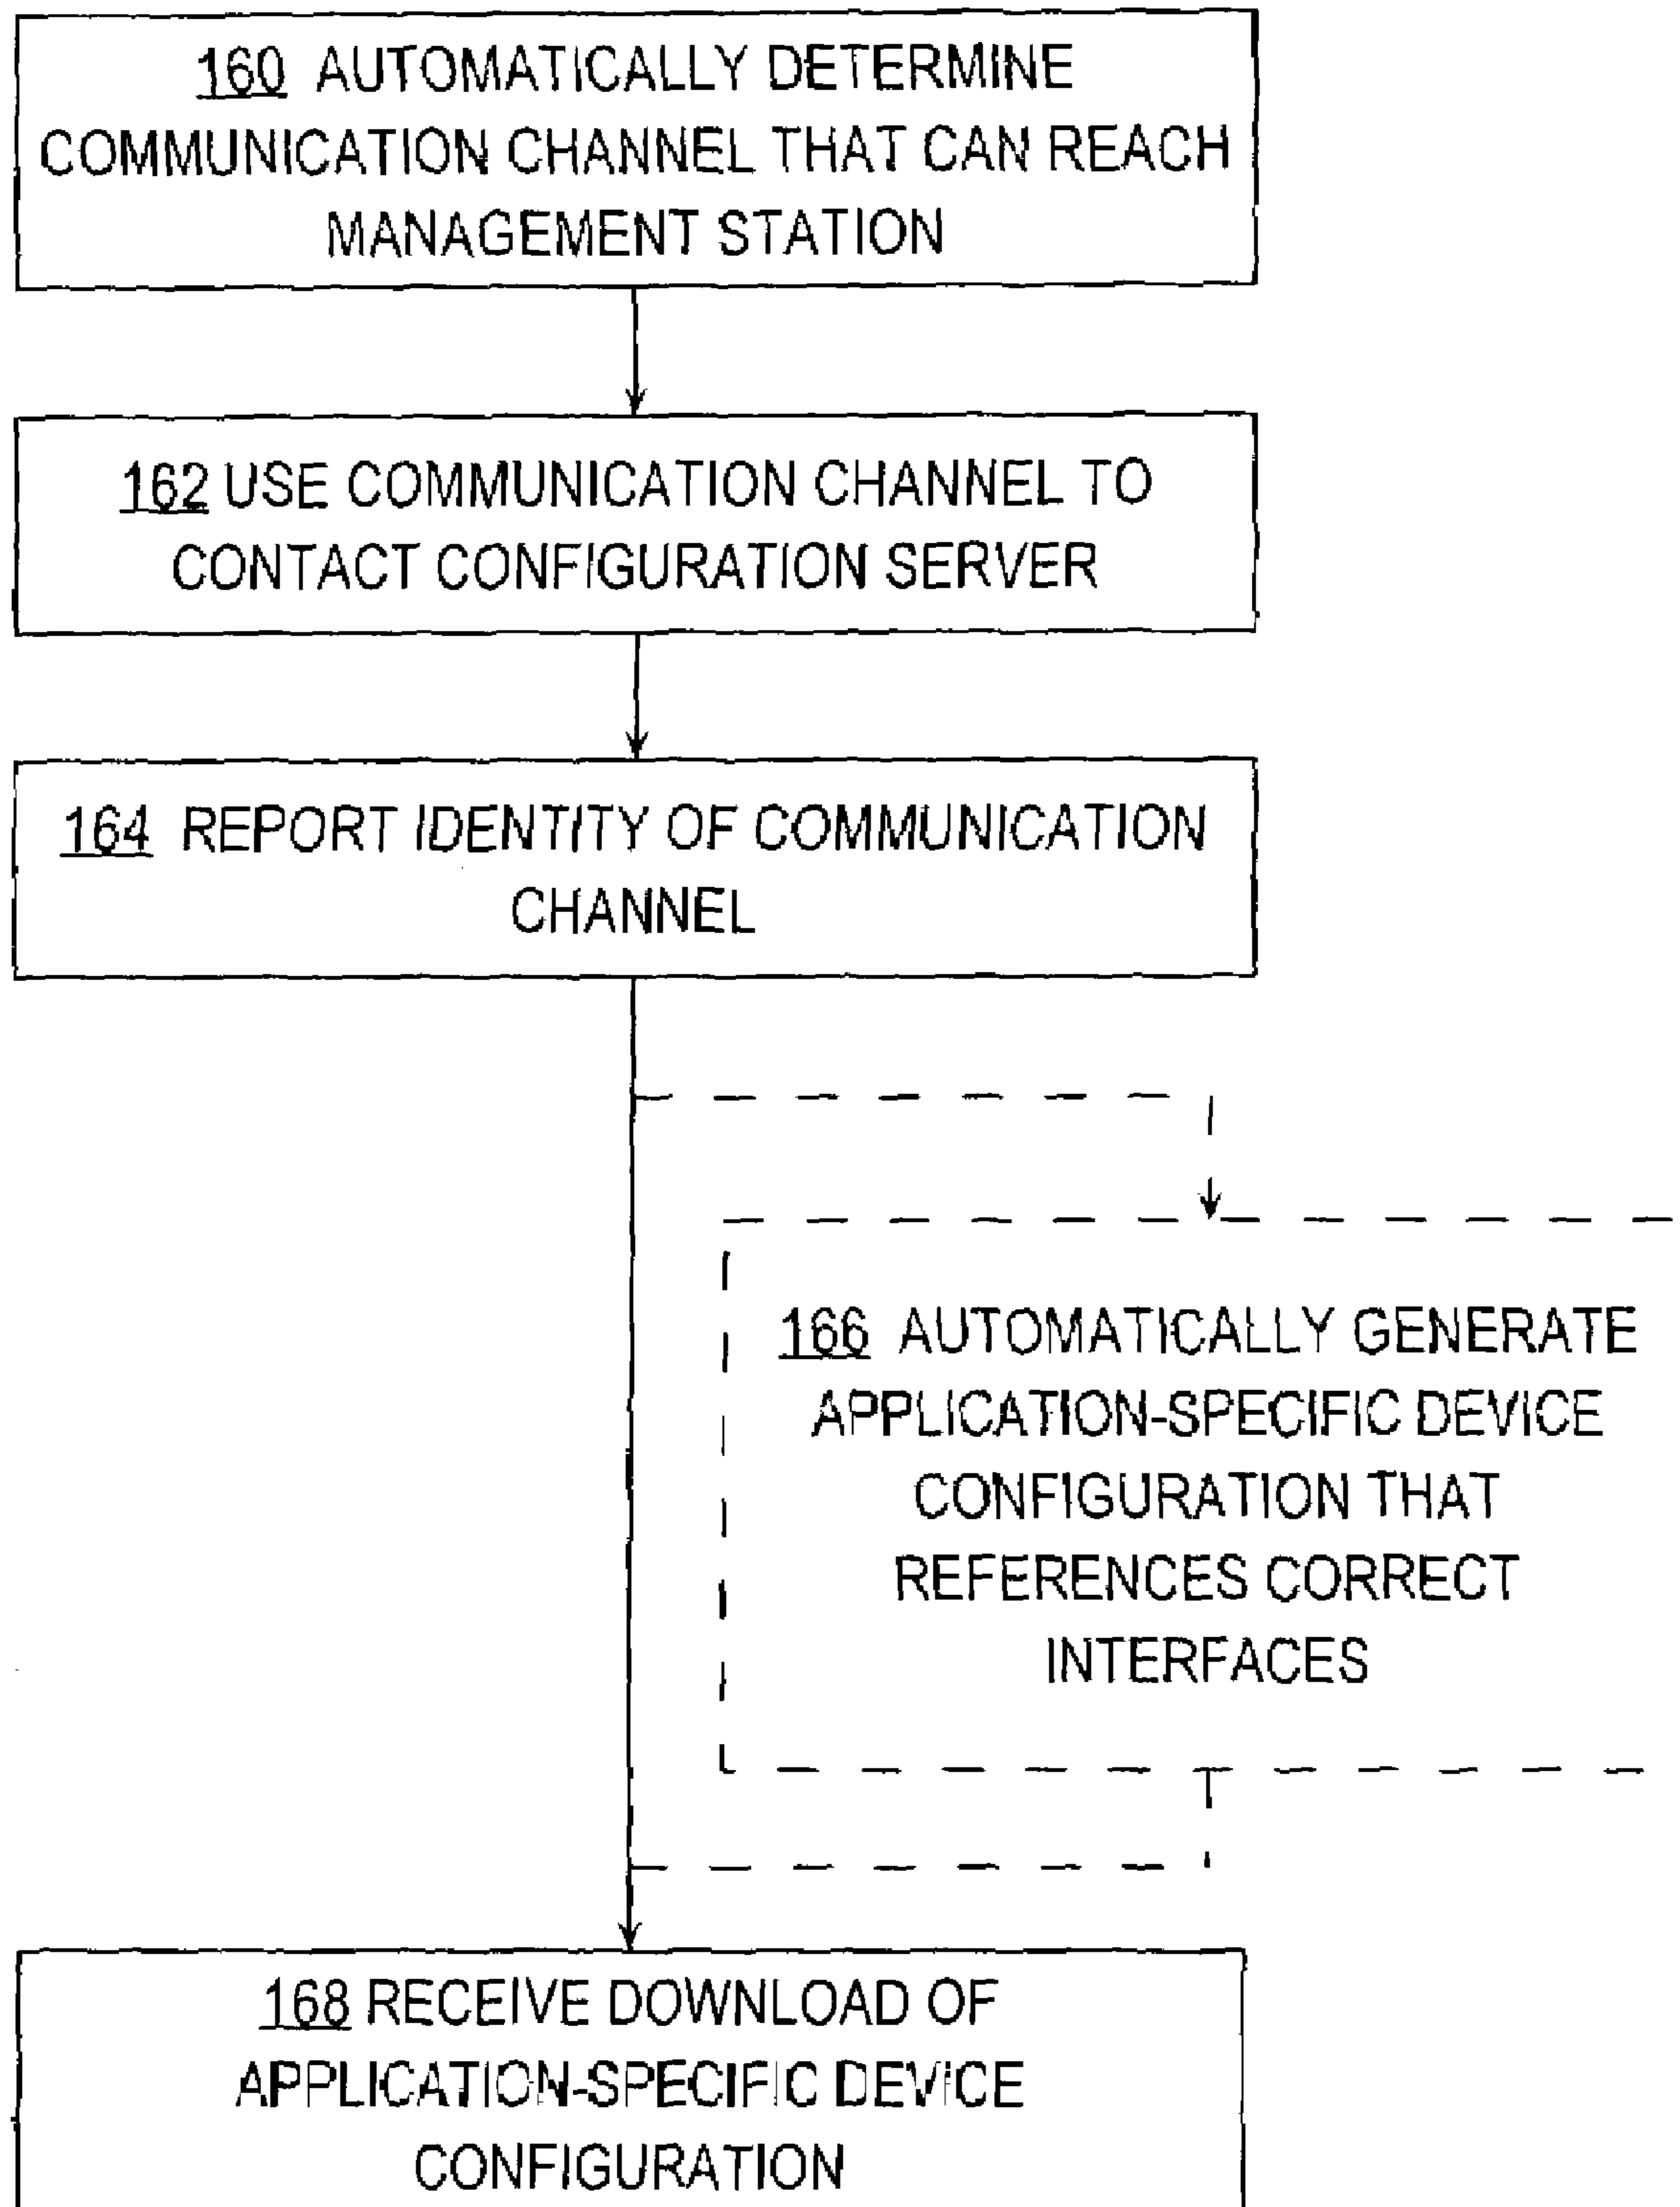 160 AUTOMATICALLY DETERMINE
COMMUNICATION CHANNEL THAT CAN REACH
MANAGEMENT STATION
162 USE COMMUNICATION CHANNEL TO
CONTACT CONFIGURATION SERVER
164 REPORT IDENTITY OF COMMUNICATION
CHANNEL
166 AUTOMATICALLY GENERATE
APPLICATION-SPECIFIC DEVICE
CONFIGURATION THAT
REFERENCES CORRECT
INTERFACES
168 RECEIVE DOWNLOAD OF
APPLICATION-SPECIFIC DEVICE
CONFIGURATION